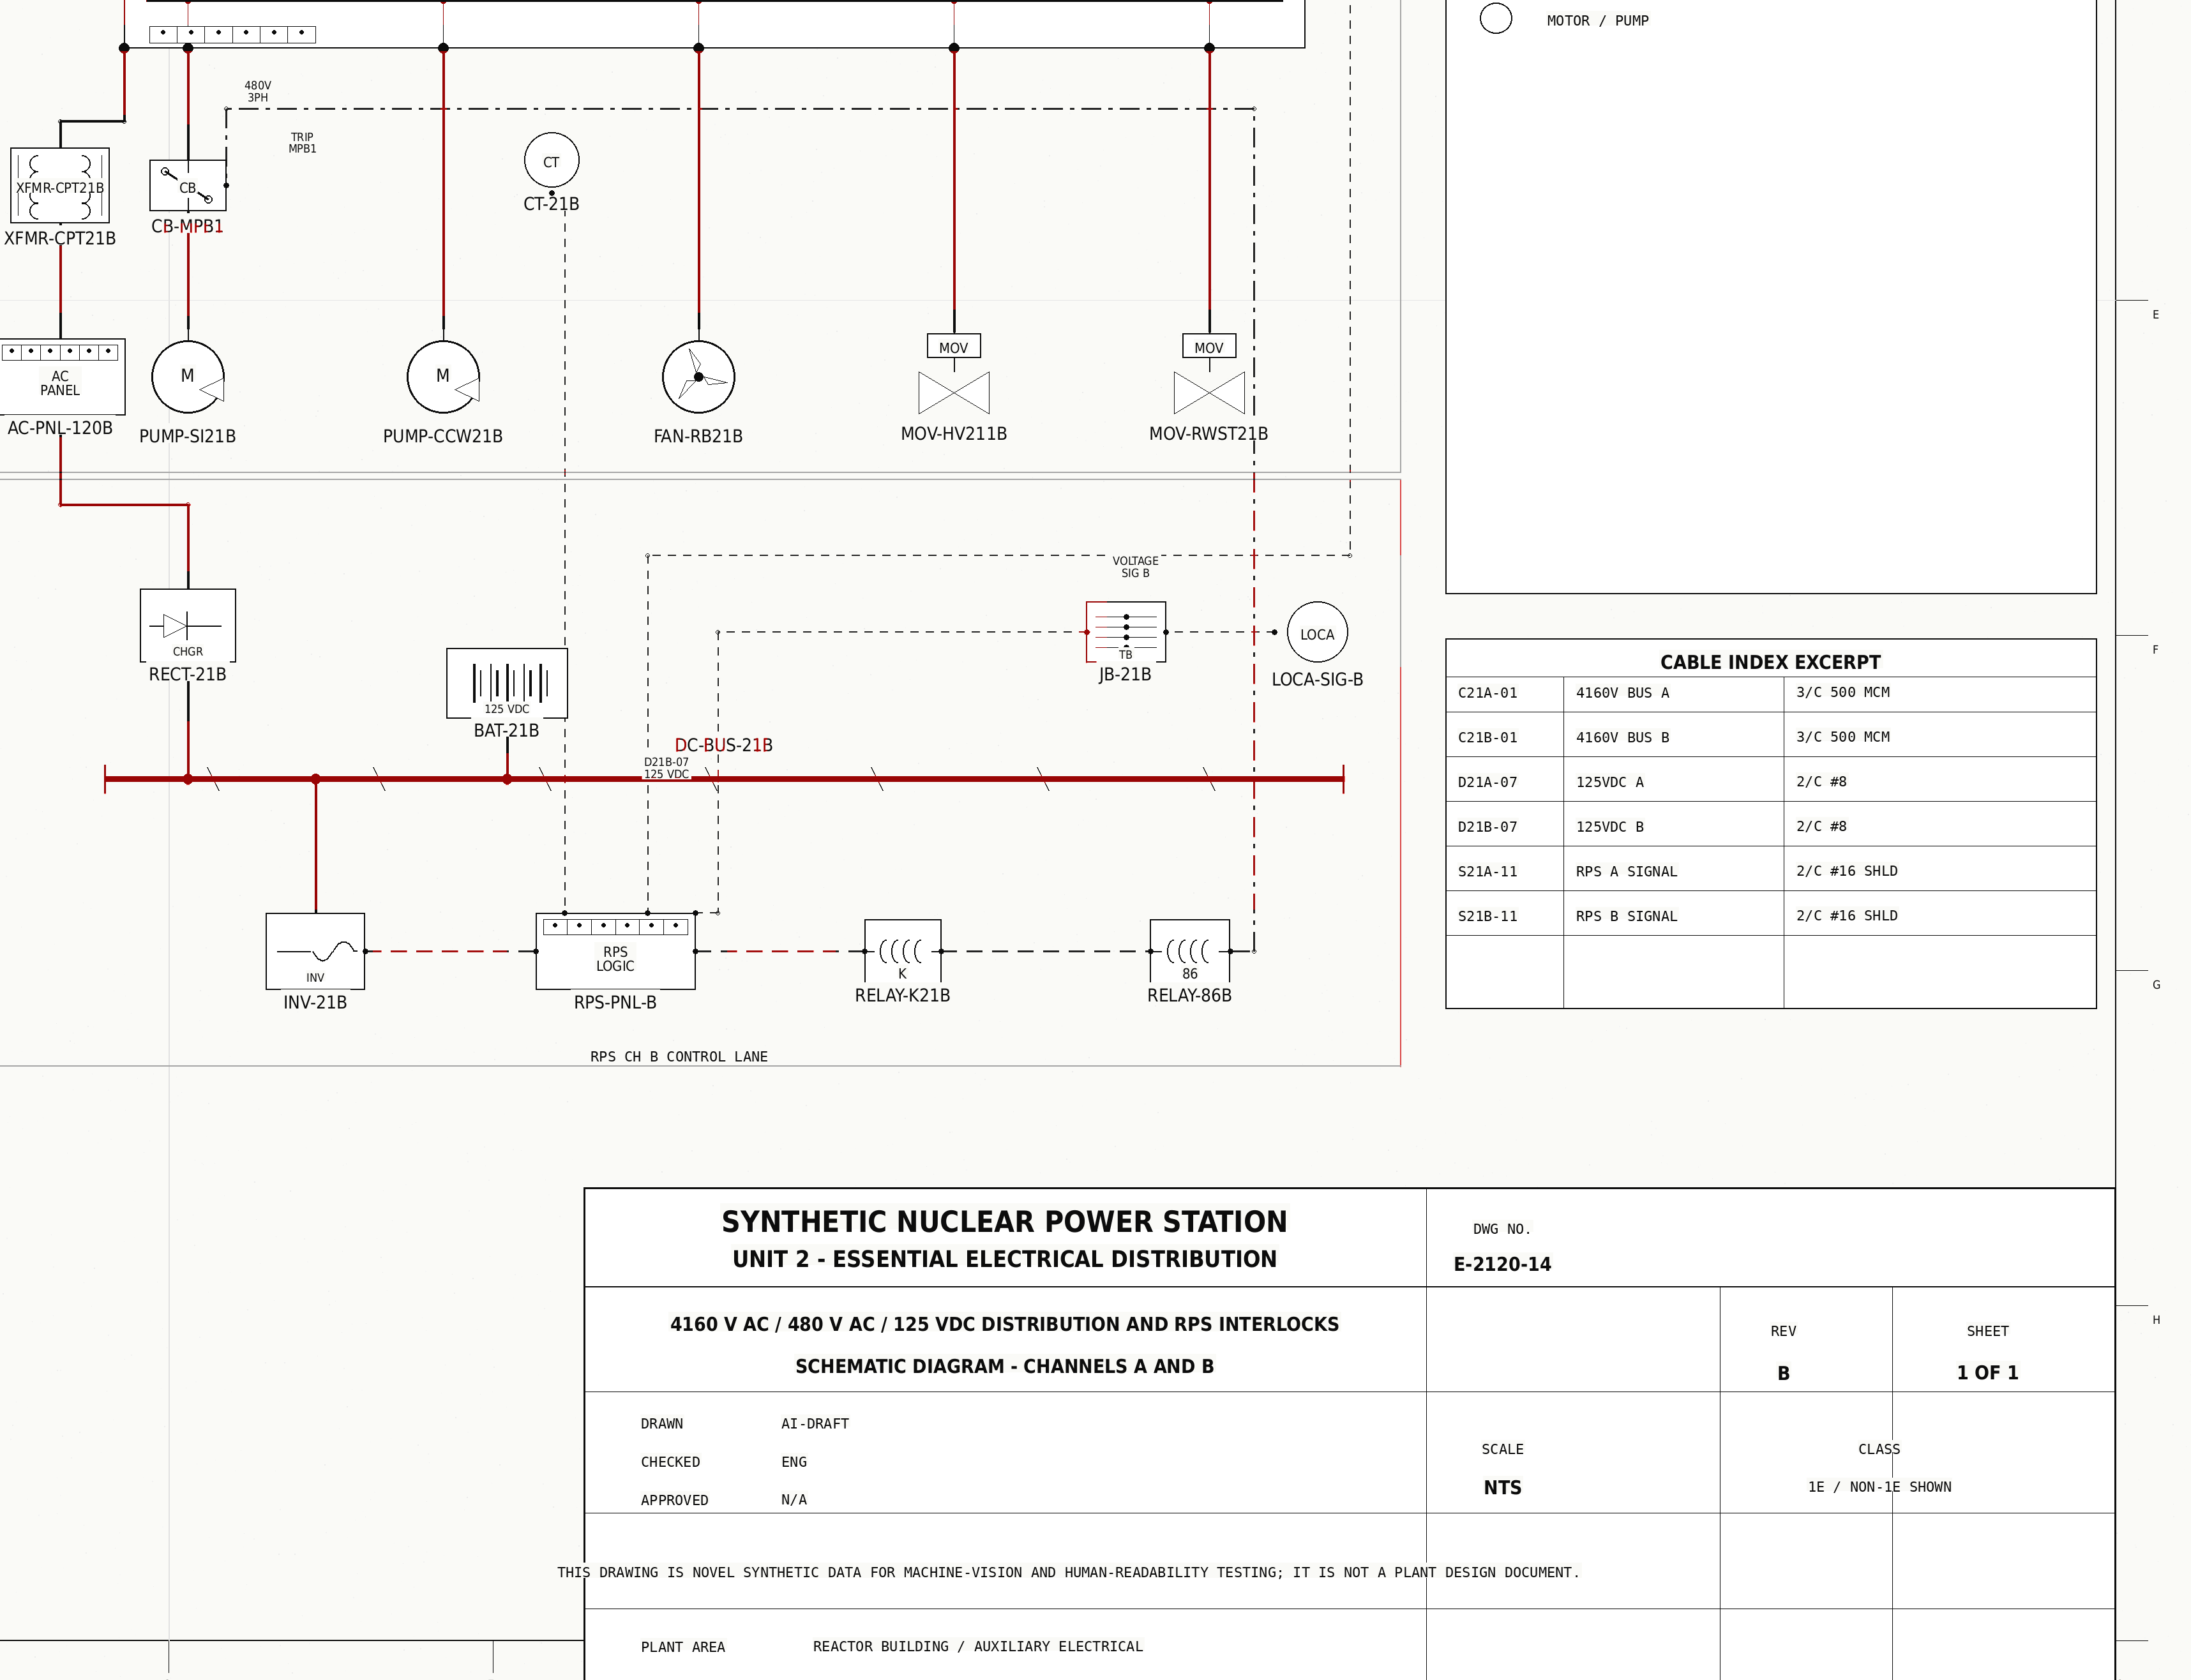 MOTOR / PUMP
480V
3PH
TRIP
MPB1
XFMR-CPT21B
XFMR-CPT21B
CB
CB-MPB1
CT
CT-21B
E
AC
PANEL
AC-PNL-120B
M
PUMP-SI21B
M
PUMP-CCW21B
FAN-RB21B
MOV
MOV-HV211B
MOV
MOV-RWST21B
VOLTAGE
SIG B
CHGR
RECT-21B
125 VDC
BAT-21B
TB
JB-21B
LOCA
LOCA-SIG-B
DC-BUS-21B
D21B-07
125 VDC
INV
INV-21B
RPS
LOGIC
RPS-PNL-B
K
RELAY-K21B
86
RELAY-86B
RPS CH B CONTROL LANE
F
CABLE INDEX EXCERPT
C21A-01 4160V BUS A 3/C 500 MCM
C21B-01 4160V BUS B 3/C 500 MCM
D21A-07 125VDC A 2/C #8
D21B-07 125VDC B 2/C #8
S21A-11 RPS A SIGNAL 2/C #16 SHLD
S21B-11 RPS B SIGNAL 2/C #16 SHLD
G
SYNTHETIC NUCLEAR POWER STATION
UNIT 2 - ESSENTIAL ELECTRICAL DISTRIBUTION
DWG NO.
E-2120-14
4160 V AC / 480 V AC / 125 VDC DISTRIBUTION AND RPS INTERLOCKS
SCHEMATIC DIAGRAM - CHANNELS A AND B
REV
B
SHEET
1 OF 1
H
DRAWN AI-DRAFT
CHECKED ENG
APPROVED N/A
SCALE
NTS
CLASS
1E / NON-1E SHOWN
THIS DRAWING IS NOVEL SYNTHETIC DATA FOR MACHINE-VISION AND HUMAN-READABILITY TESTING; IT IS NOT A PLANT DESIGN DOCUMENT.
PLANT AREA REACTOR BUILDING / AUXILIARY ELECTRICAL